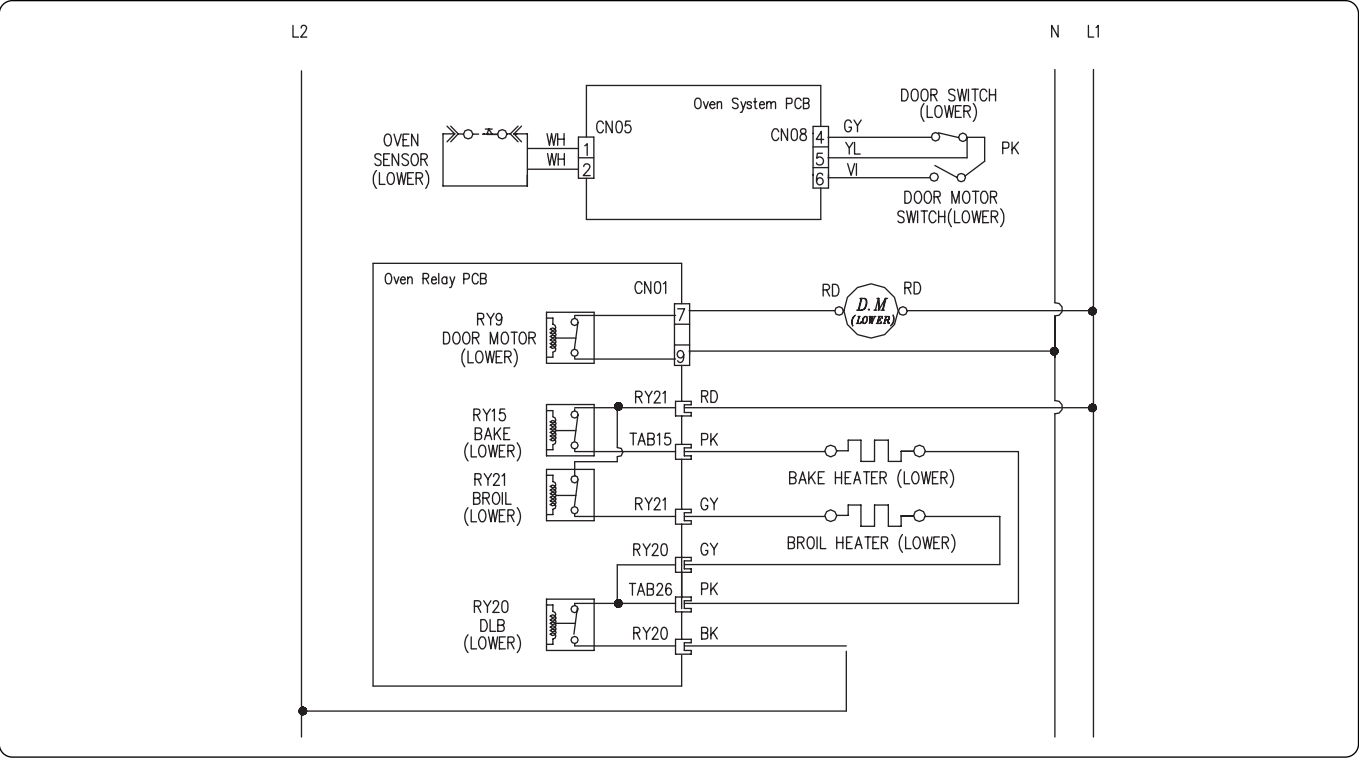 L2
N
L1
Oven System PCB
DOOR SWITCH
(LOWER)
OVEN
SENSOR
(LOWER)
WH
WH
CN05
1
2
CN08
4
5
6
GY
YL
VI
PK
DOOR MOTOR
SWITCH(LOWER)
Oven Relay PCB
CN01
RY9
DOOR MOTOR
(LOWER)
7
9
RD
D.M
(LOWER)
RD
RY15
BAKE
(LOWER)
RY21
RD
TAB15
PK
BAKE HEATER (LOWER)
RY21
BROIL
(LOWER)
RY21
GY
BROIL HEATER (LOWER)
RY20
GY
TAB26
PK
RY20
DLB
(LOWER)
RY20
BK